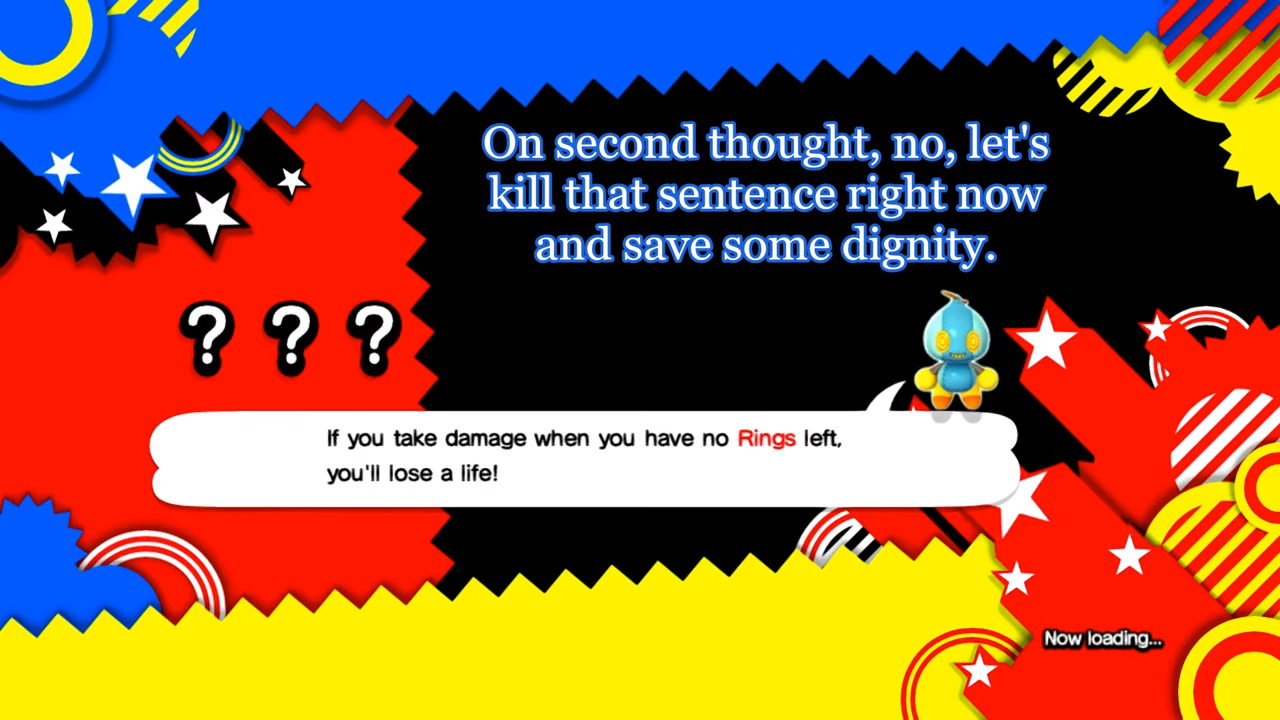 On second thought, no, let's
kill that sentence right now
and save some dignity.
? ? ?
If you take damage when you have no Rings left,
you'll lose a life!
Now loading...